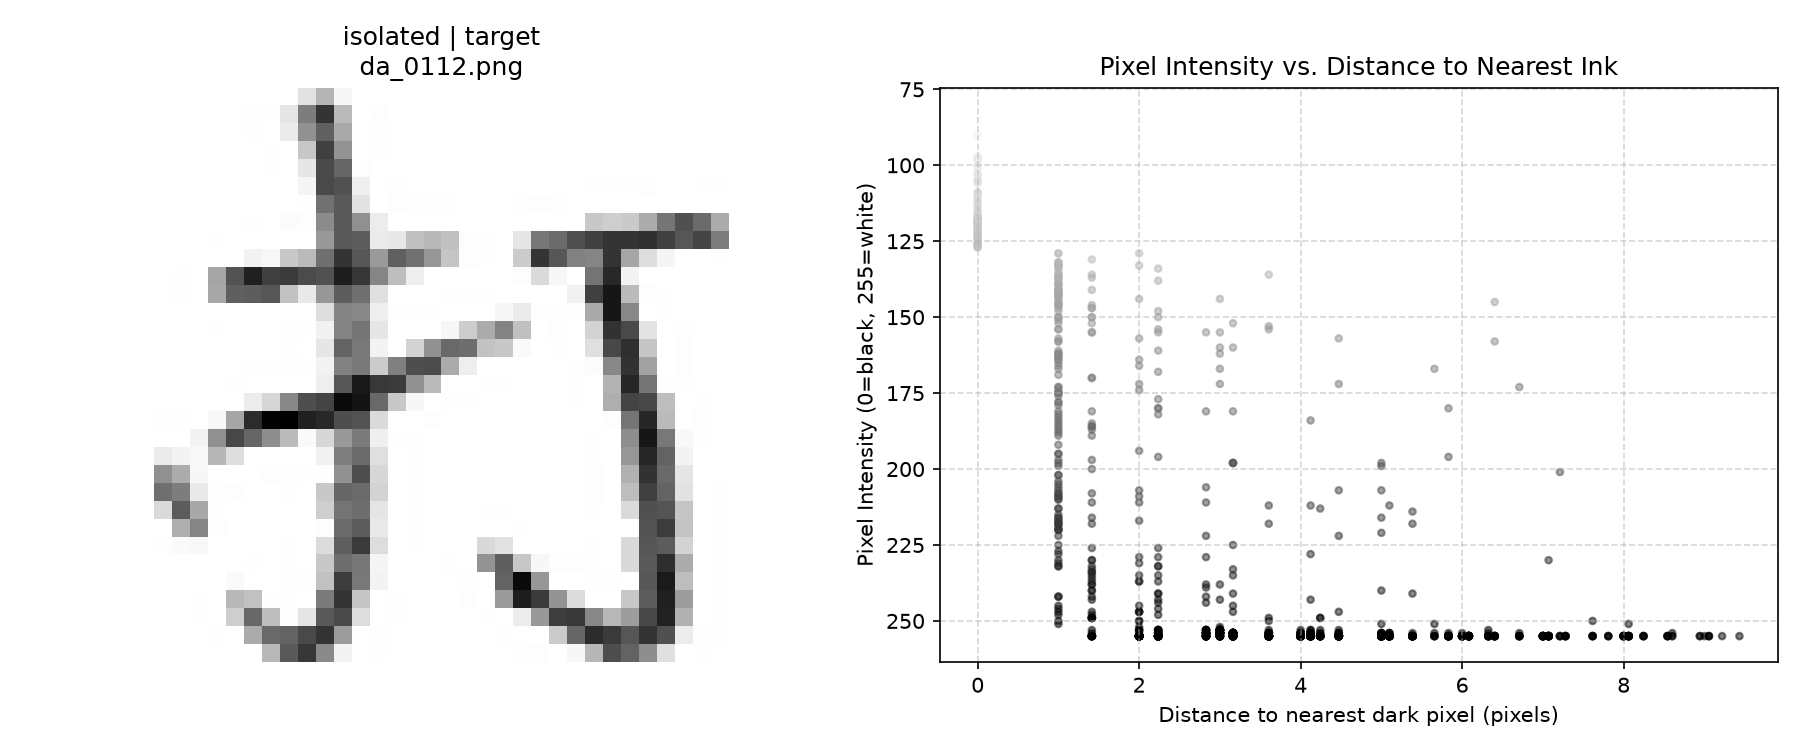 isolated | target
da_0112.png
打
Pixel Intensity vs. Distance to Nearest Ink
Pixel Intensity (0=black, 255=white)
75
100
125
150
175
200
225
250
0 2 4 6 8
Distance to nearest dark pixel (pixels)